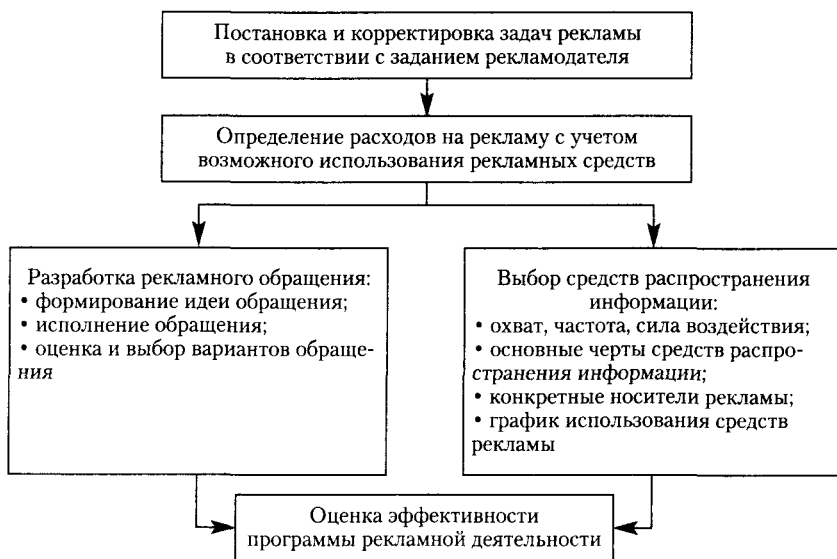 Постановка и корректировка задач рекламы
в соответствии с заданием рекламодателя
Определение расходов на рекламу с учетом
возможного использования рекламных средств
Разработка рекламного обращения:
• формирование идеи обращения;
• исполнение обращения;
• оценка и выбор вариантов обраще-
ния
Выбор средств распространения
информации:
• охват, частота, сила воздействия;
• основные черты средств распро-
странения информации;
• конкретные носители рекламы;
• график использования средств
рекламы
Оценка эффективности
программы рекламной деятельности